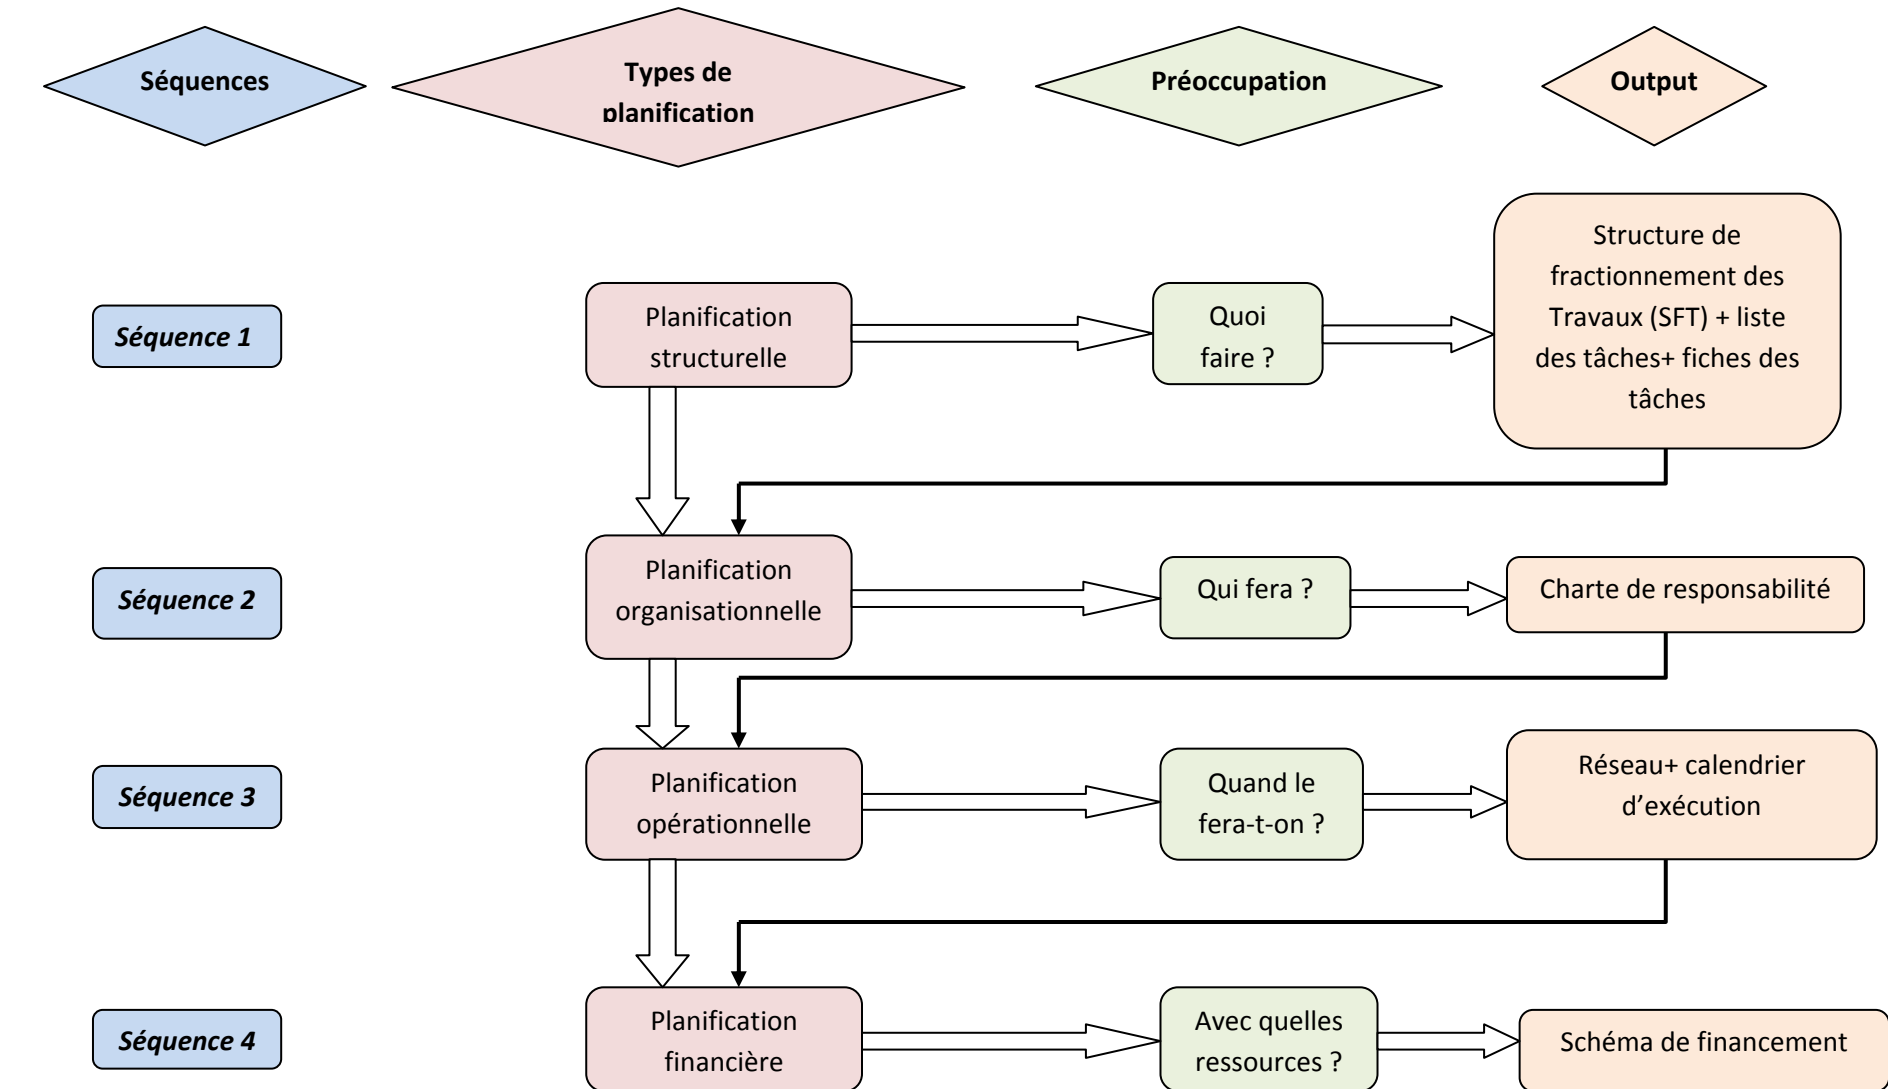 Séquences
Types de
planification
Préoccupation
Output
Séquence 1
Planification
structurelle
Quoi
faire ?
Structure de
fractionnement des
Travaux (SFT) + liste
des tâches+ fiches des
tâches
Séquence 2
Planification
organisationnelle
Qui fera ?
Charte de responsabilité
Séquence 3
Planification
opérationnelle
Quand le
fera-t-on ?
Réseau+ calendrier
d’exécution
Séquence 4
Planification
financière
Avec quelles
ressources ?
Schéma de financement